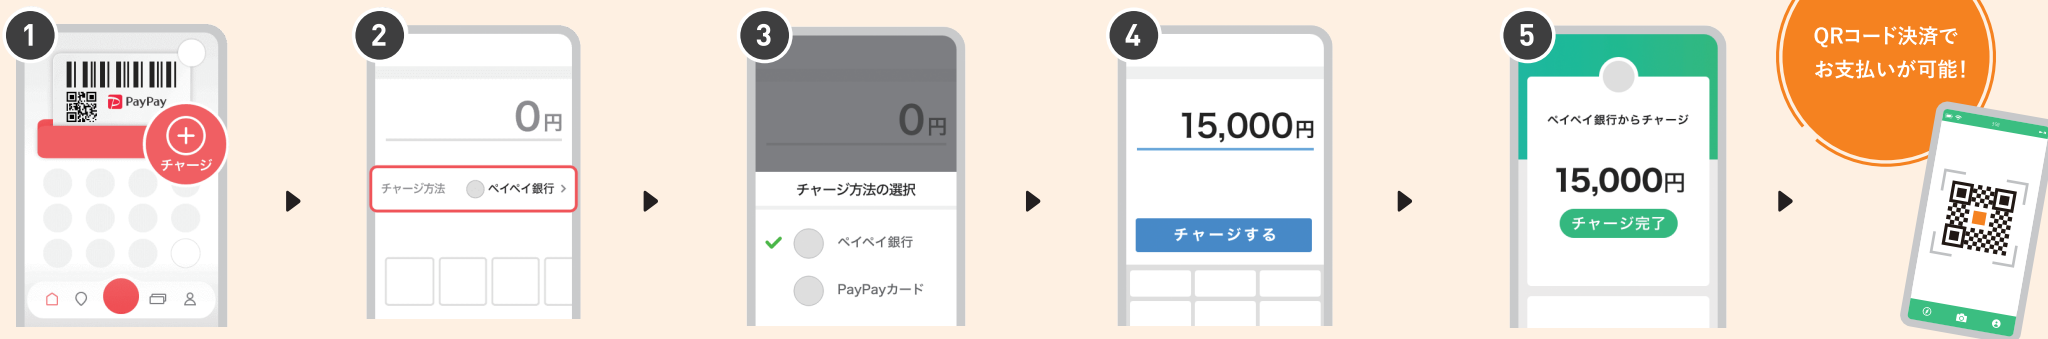 1
PayPay
チャージ
2
0円
チャージ方法 ペイペイ銀行
3
0円
チャージ方法の選択
ペイペイ銀行
PayPayカード
4
15,000円
チャージする
5
ペイペイ銀行からチャージ
15,000円
チャージ完了
QRコード決済で
お支払いが可能!